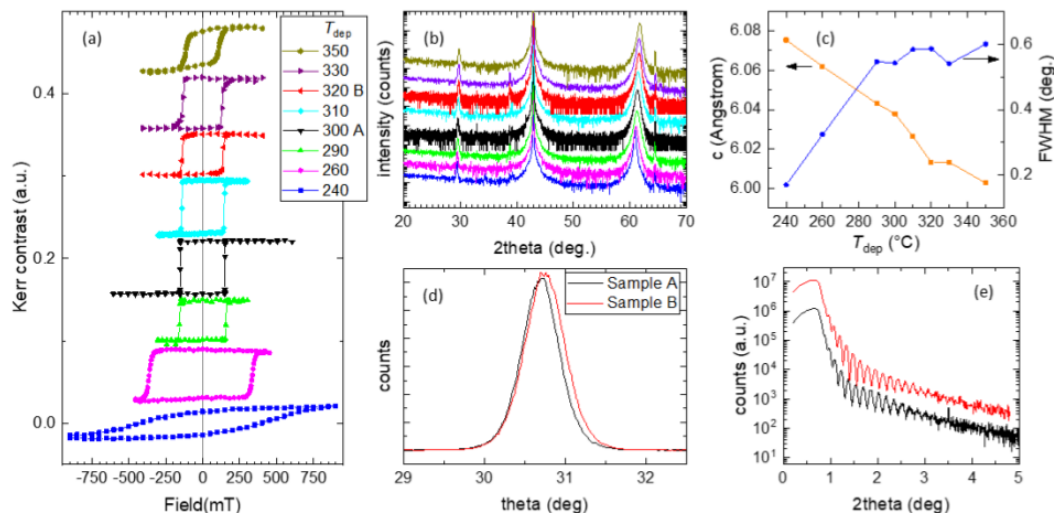 (a)
T_dep
350
330
320 B
310
300 A
290
260
240
0.4
0.2
0.0
Kerr contrast (a.u.)
-750 -500 -250 0 250 500 750
Field(mT)
(b)
intensity (counts)
20 30 40 50 60 70
2theta (deg.)
(c)
6.08
6.06
6.04
6.02
6.00
c (Angstrom)
0.6
0.4
0.2
FWHM (deg.)
240 260 280 300 320 340 360
T_dep (°C)
(d)
Sample A
Sample B
counts
29 30 31 32
theta (deg)
(e)
10^7
10^6
10^5
10^4
10^3
10^2
10^1
counts (a.u.)
0 1 2 3 4 5
2theta (deg.)